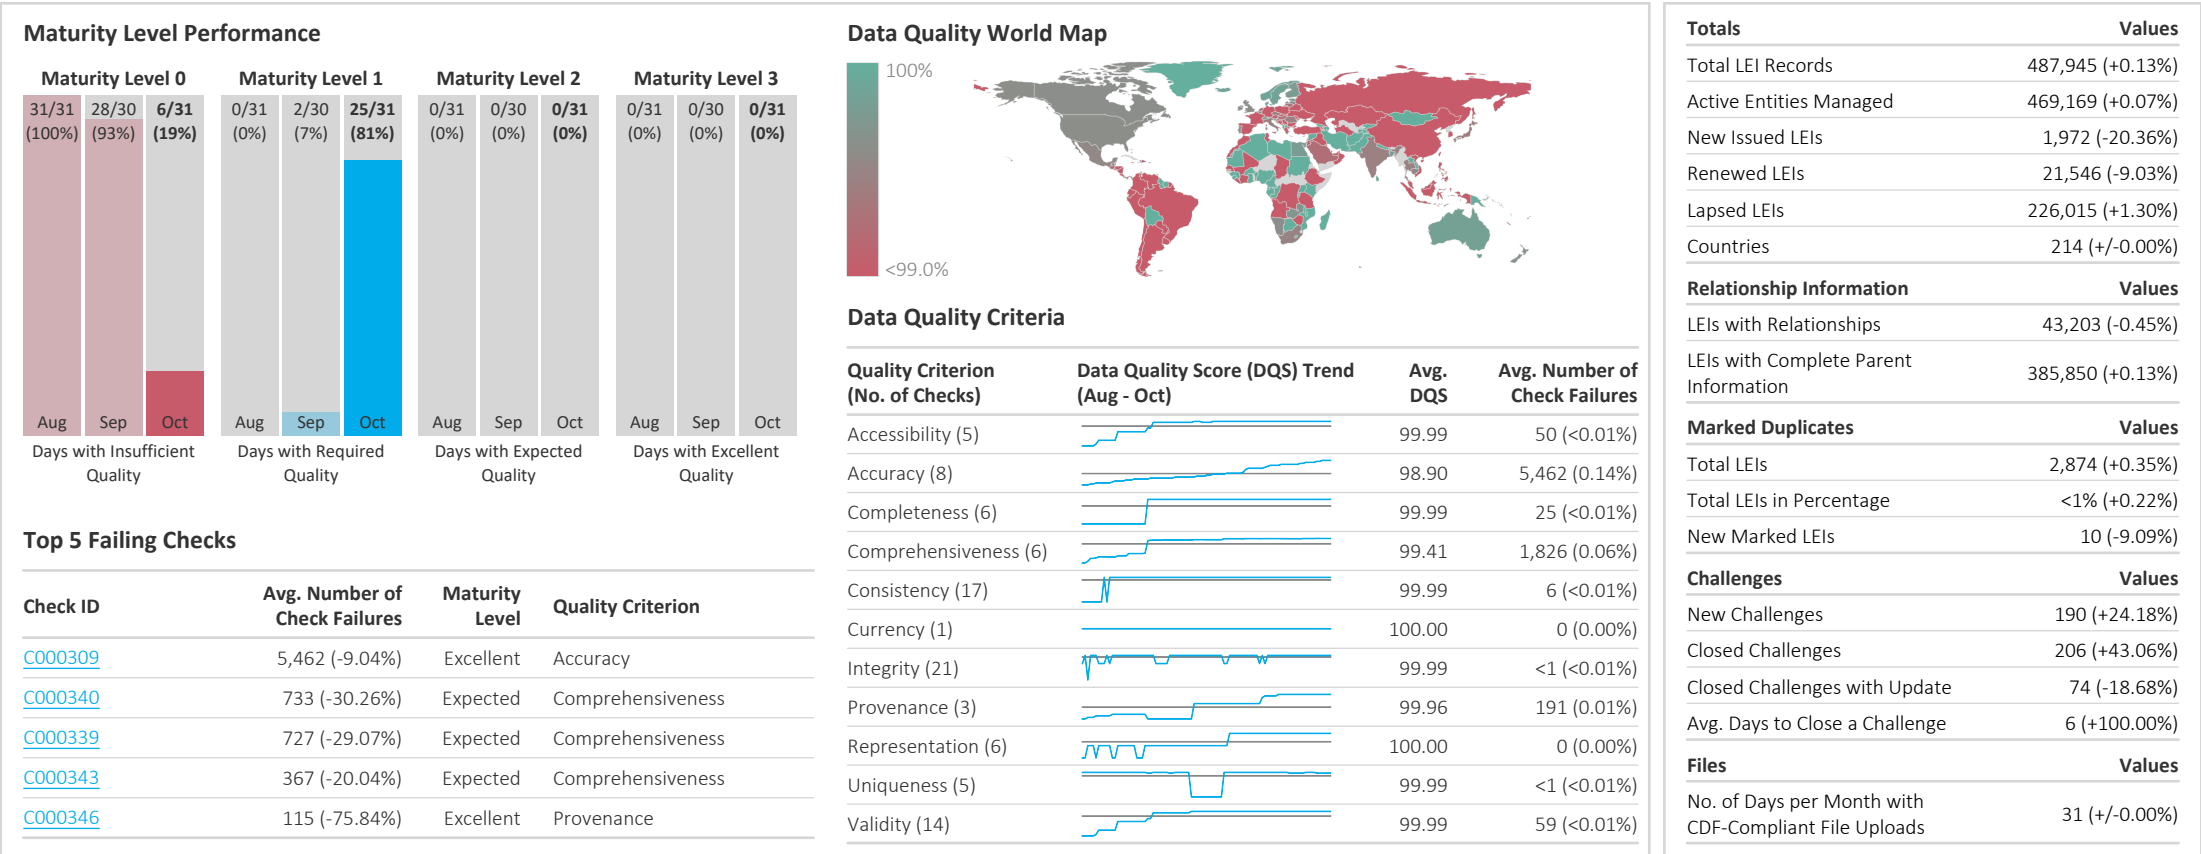 Maturity Level Performance
Maturity Level 0
31/31 28/30 6/31
(100%) (93%) (19%)
Aug Sep Oct
Days with Insufficient
Quality
Maturity Level 1
0/31 2/30 25/31
(0%) (7%) (81%)
Aug Sep Oct
Days with Required
Quality
Maturity Level 2
0/31 0/30 0/31
(0%) (0%) (0%)
Aug Sep Oct
Days with Expected
Quality
Maturity Level 3
0/31 0/30 0/31
(0%) (0%) (0%)
Aug Sep Oct
Days with Excellent
Quality
Top 5 Failing Checks
Check ID Avg. Number of Check Failures Maturity Level Quality Criterion
C000309 5,462 (-9.04%) Excellent Accuracy
C000340 733 (-30.26%) Expected Comprehensiveness
C000339 727 (-29.07%) Expected Comprehensiveness
C000343 367 (-20.04%) Expected Comprehensiveness
C000346 115 (-75.84%) Excellent Provenance
Data Quality World Map
100%
<99.0%
Data Quality Criteria
Quality Criterion Data Quality Score (DQS) Trend Avg. Avg. Number of
(No. of Checks) (Aug - Oct) DQS Check Failures
Accessibility (5) 99.99 50 (<0.01%)
Accuracy (8) 98.90 5,462 (0.14%)
Completeness (6) 99.99 25 (<0.01%)
Comprehensiveness (6) 99.41 1,826 (0.06%)
Consistency (17) 99.99 6 (<0.01%)
Currency (1) 100.00 0 (0.00%)
Integrity (21) 99.99 <1 (<0.01%)
Provenance (3) 99.96 191 (0.01%)
Representation (6) 100.00 0 (0.00%)
Uniqueness (5) 99.99 <1 (<0.01%)
Validity (14) 99.99 59 (<0.01%)
Totals Values
Total LEI Records 487,945 (+0.13%)
Active Entities Managed 469,169 (+0.07%)
New Issued LEIs 1,972 (-20.36%)
Renewed LEIs 21,546 (-9.03%)
Lapsed LEIs 226,015 (+1.30%)
Countries 214 (+/-0.00%)
Relationship Information Values
LEIs with Relationships 43,203 (-0.45%)
LEIs with Complete Parent
Information 385,850 (+0.13%)
Marked Duplicates Values
Total LEIs 2,874 (+0.35%)
Total LEIs in Percentage <1% (+0.22%)
New Marked LEIs 10 (-9.09%)
Challenges Values
New Challenges 190 (+24.18%)
Closed Challenges 206 (+43.06%)
Closed Challenges with Update 74 (-18.68%)
Avg. Days to Close a Challenge 6 (+100.00%)
Files Values
No. of Days per Month with
CDF-Compliant File Uploads 31 (+/-0.00%)